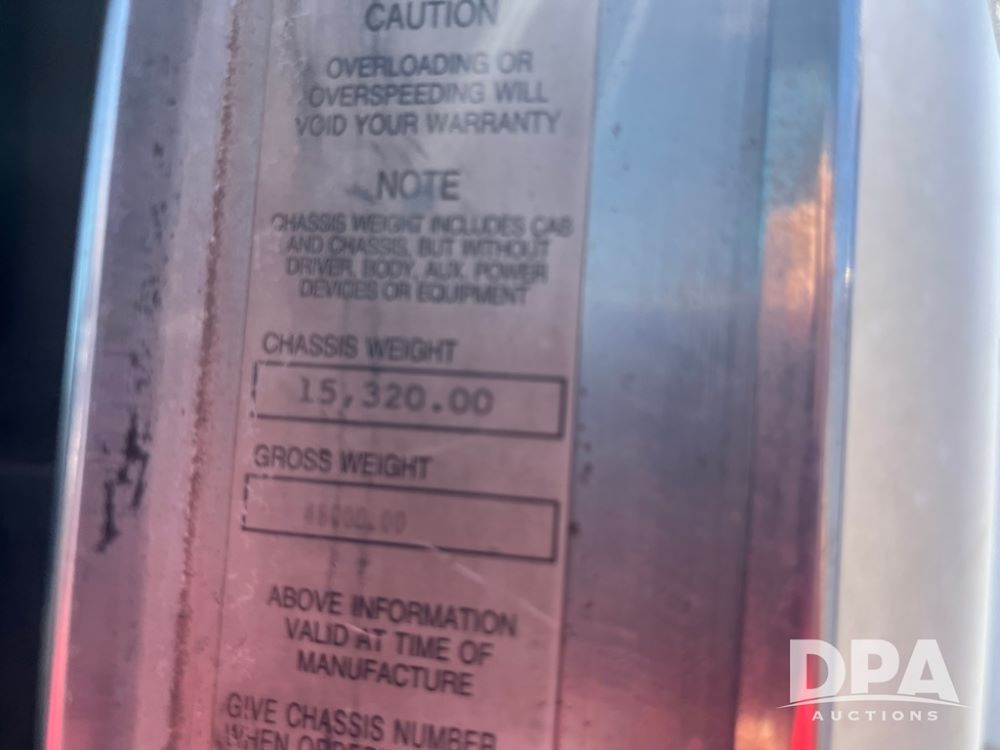 CAUTION
OVERLOADING OR
OVERSPEEDING WILL
VOID YOUR WARRANTY
NOTE
CHASSIS WEIGHT INCLUDES CAB
AND CHASSIS, BUT WITHOUT
DRIVER, BODY, AUX. POWER
DEVICES OR EQUIPMENT
CHASSIS WEIGHT
15,320.00
GROSS WEIGHT
ABOVE INFORMATION
VALID AT TIME OF
MANUFACTURE
GIVE CHASSIS NUMBER
WHEN
DPA
AUCTIONS